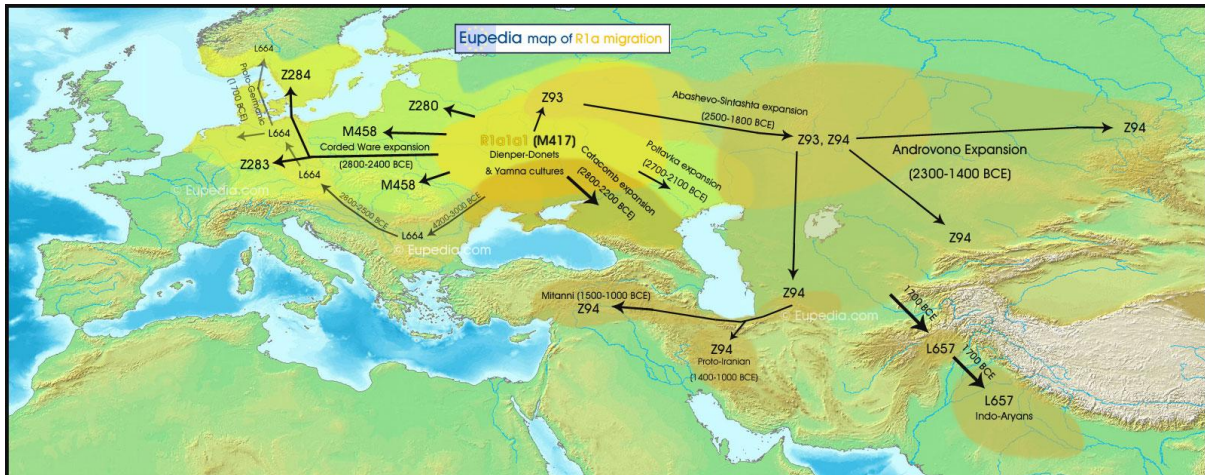 Eupedia map of R1a migration
L664
Z284
Proto-Germanic
(1700 BCE)
Z280
Z93
Abashevo-Sintashta expansion
(2500-1800 BCE)
Z93, Z94
Z94
L664
M458
R1a1a1 (M417)
Corded Ware expansion
(2800-2400 BCE)
Dienper-Donets
& Yamna cultures
Androvono Expansion
(2300-1400 BCE)
Z283
L664
M458
Catacomb expansion
(2800-2200 BCE)
Poltavka expansion
(2700-2100 BCE)
© Eupedia.com
4200-3000 BCE
L664
© Eupedia.com
Z94
Z94
Mitanni (1500-1000 BCE)
Z94
© Eupedia.com
1700 BCE
Z94
Proto-Iranian
(1400-1000 BCE)
L657
1700 BCE
L657
Indo-Aryans